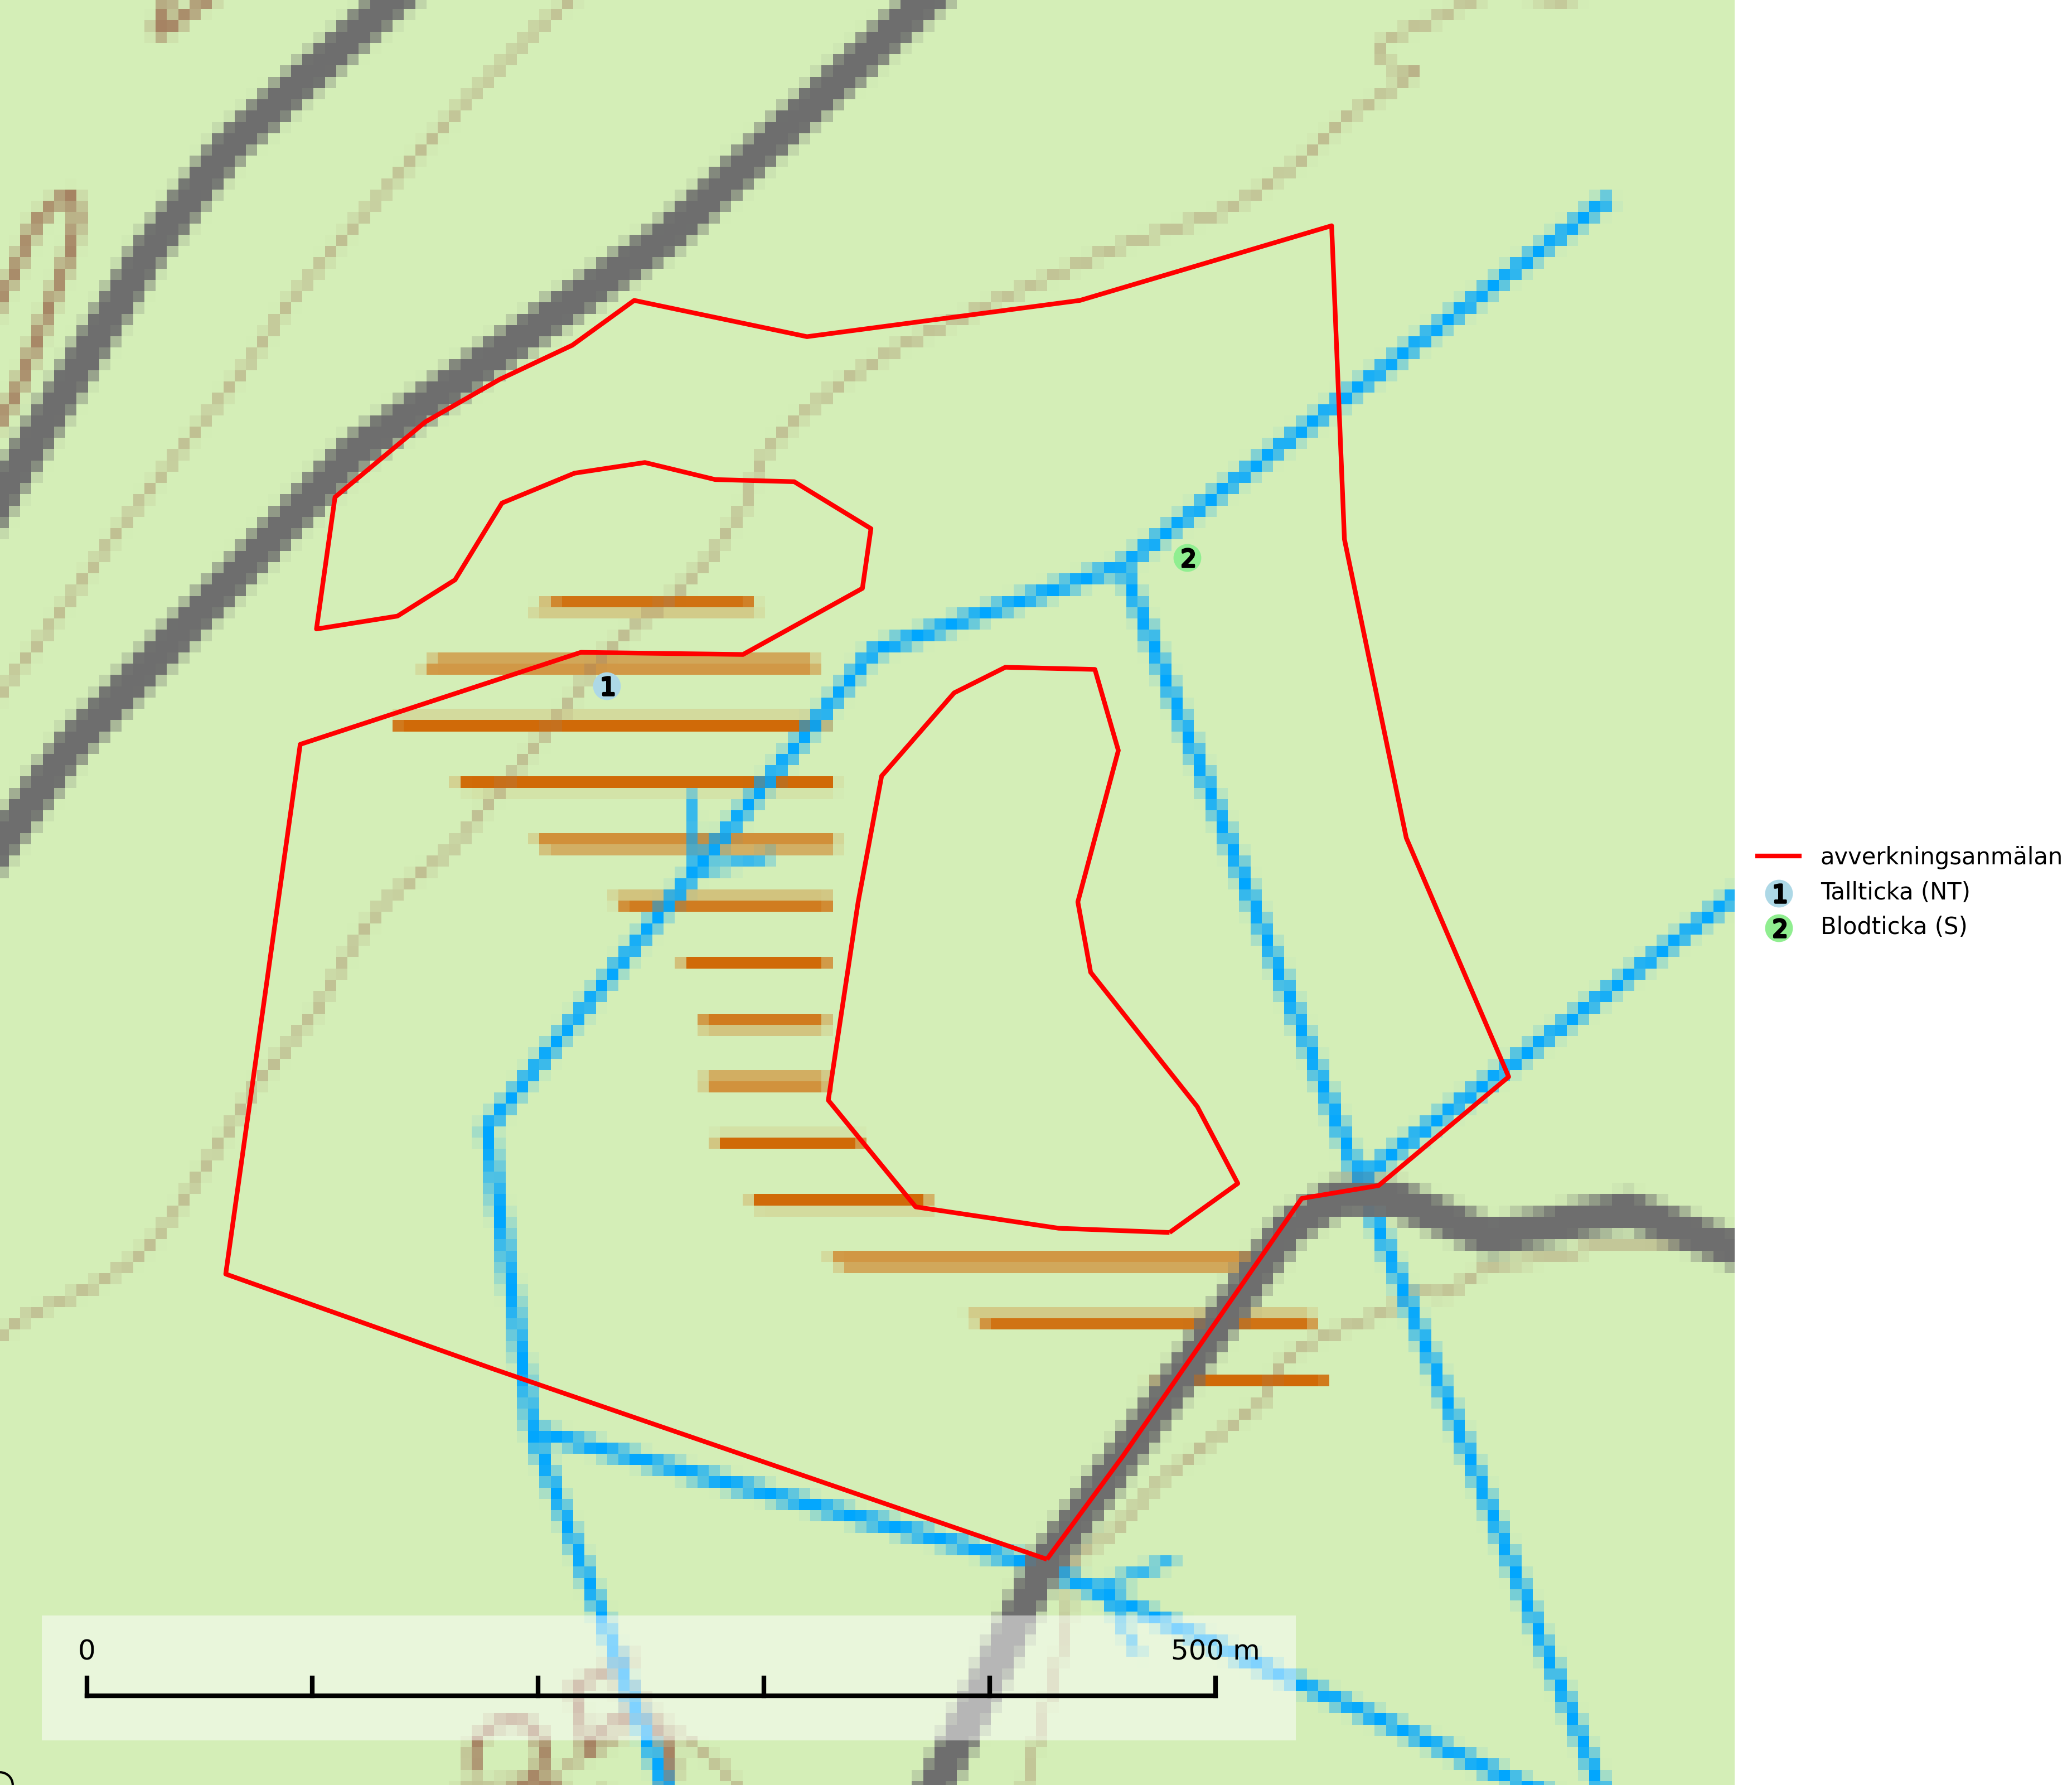 2
1
avverkningsanmälan
1 Tallticka (NT)
2 Blodticka (S)
0 500 m